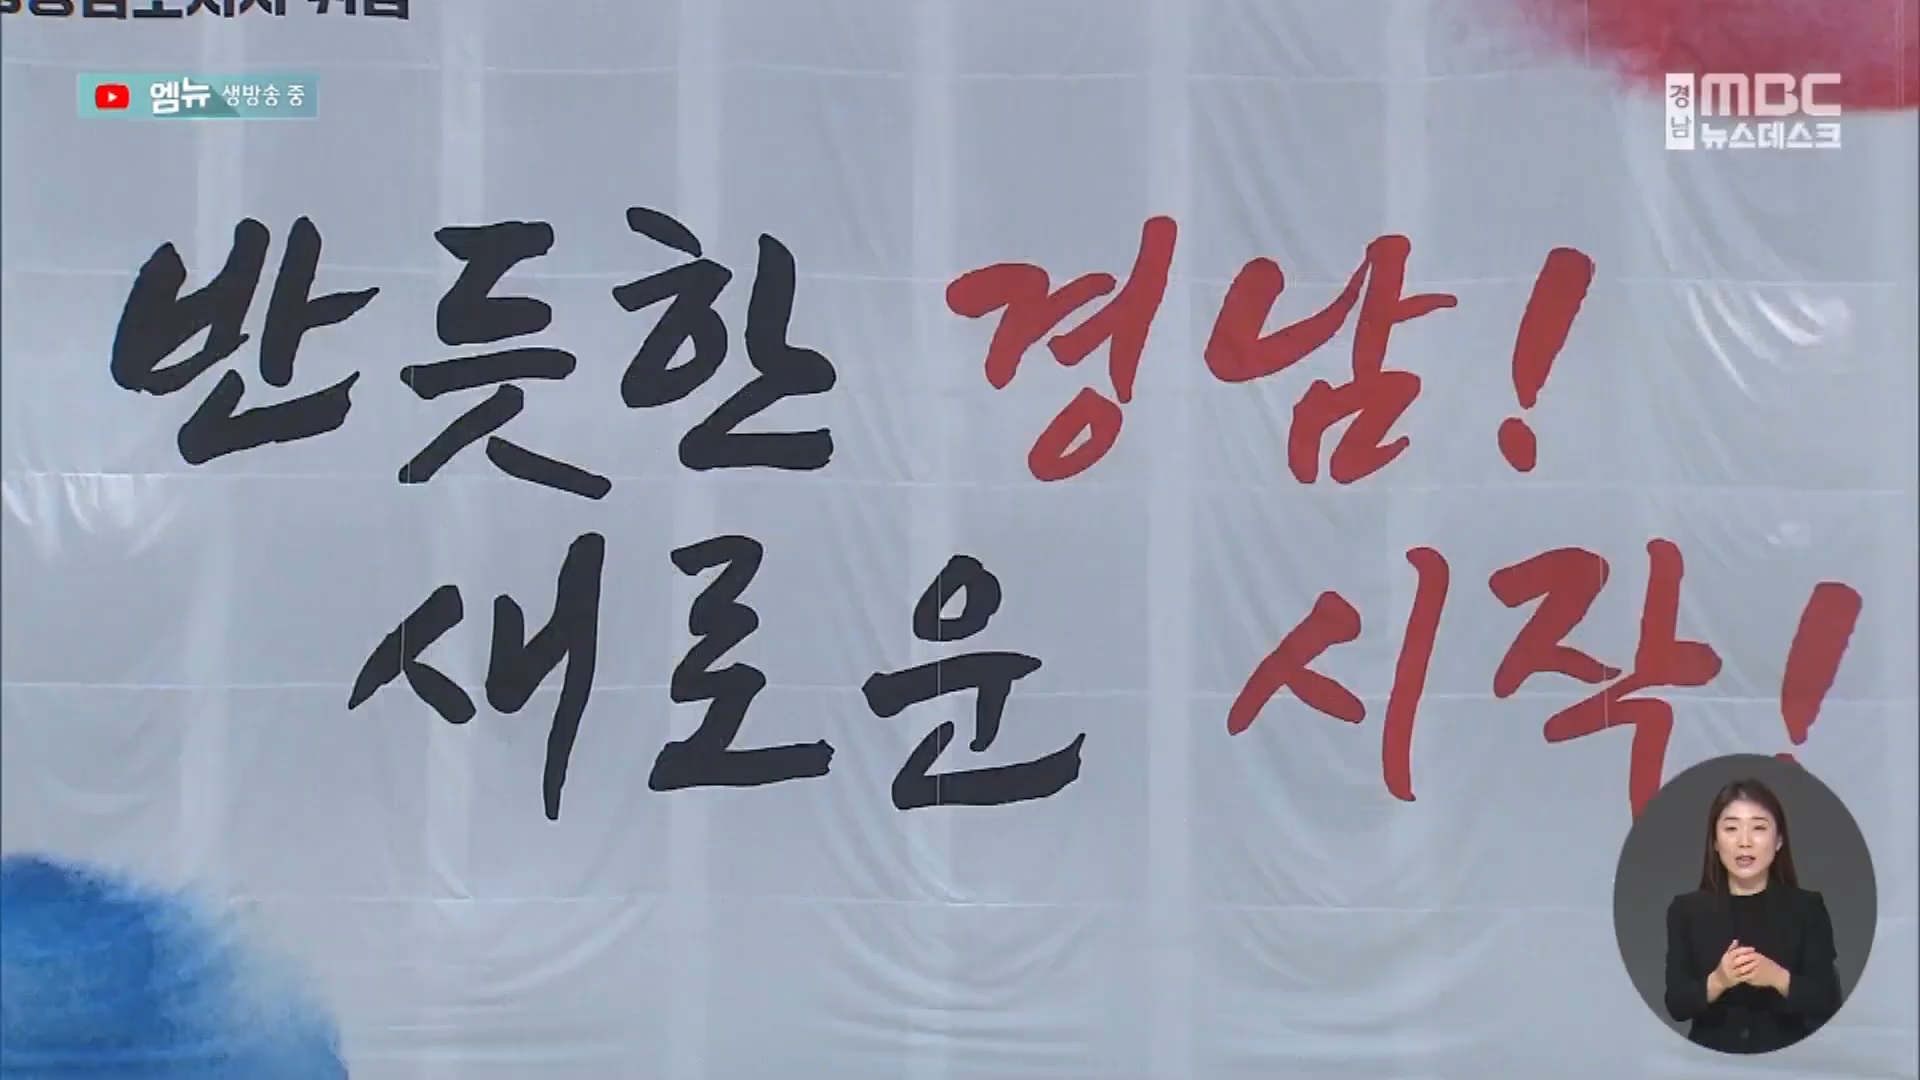 엠뉴 생방송 중
경남 MBC
뉴스데스크
반듯한 경남!
새로운 시작!